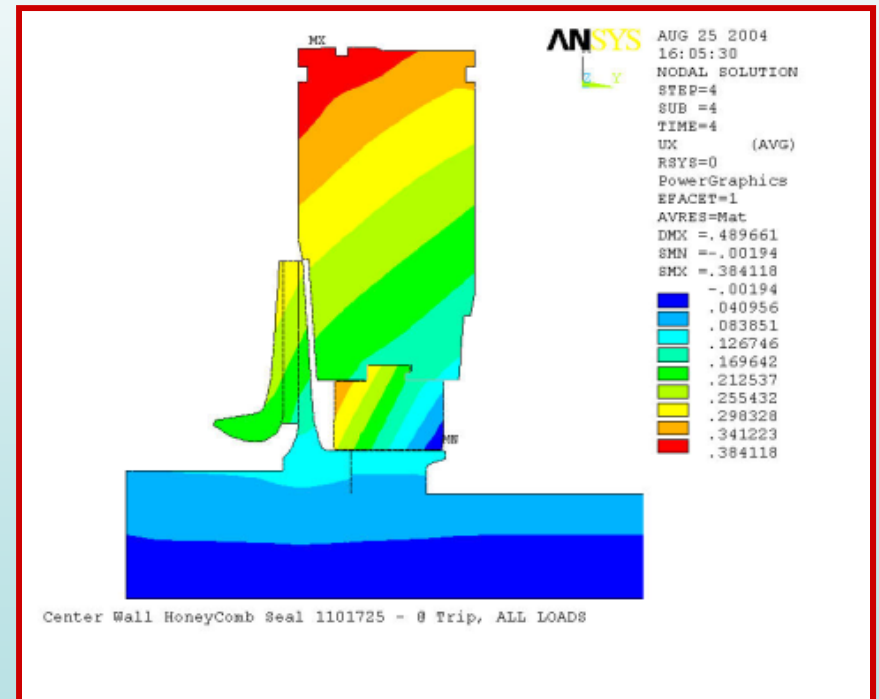 MX
ANSYS
Z Y
AUG 25 2004
16:05:30
NODAL SOLUTION
STEP=4
SUB =4
TIME=4
UX (AVG)
RSYS=0
PowerGraphics
EFACET=1
AVRES=Mat
DMX =.489661
SMN =-.00194
SMX =.384118
-.00194
.040956
.083851
.126746
.169642
.212537
.255432
.298328
.341223
.384118
MN
Center Wall HoneyComb Seal 1101725 - @ Trip, ALL LOADS